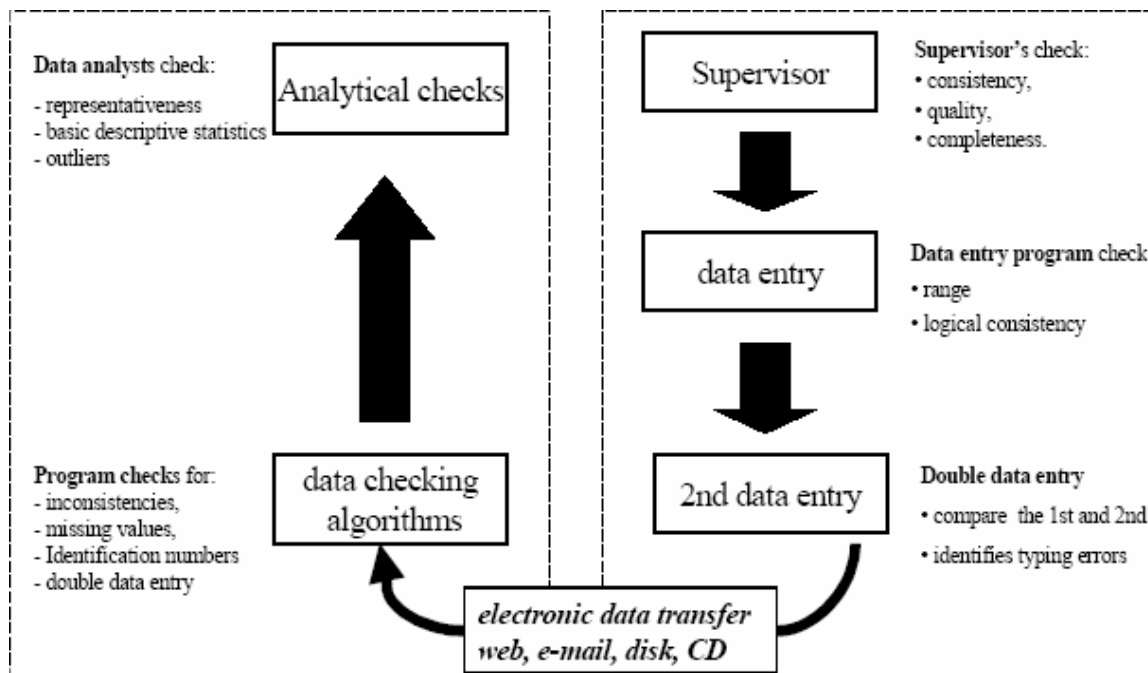 Data analysts check:
- representativeness
- basic descriptive statistics
- outliers
Analytical checks
Program checks for:
- inconsistencies,
- missing values,
- Identification numbers
- double data entry
data checking
algorithms
electronic data transfer
web, e-mail, disk, CD
Supervisor
Supervisor's check:
• consistency,
• quality,
• completeness.
data entry
Data entry program check
• range
• logical consistency
2nd data entry
Double data entry
• compare the 1st and 2nd
• identifies typing errors